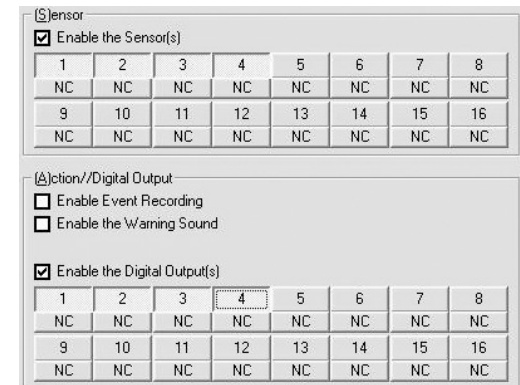 (S)ensor
Enable the Sensor(s)
1 2 3 4 5 6 7 8
NC NC NC NC NC NC NC NC
9 10 11 12 13 14 15 16
NC NC NC NC NC NC NC NC
(A)ction//Digital Output
Enable Event Recording
Enable the Warning Sound
Enable the Digital Output(s)
1 2 3 4 5 6 7 8
NC NC NC NC NC NC NC NC
9 10 11 12 13 14 15 16
NC NC NC NC NC NC NC NC